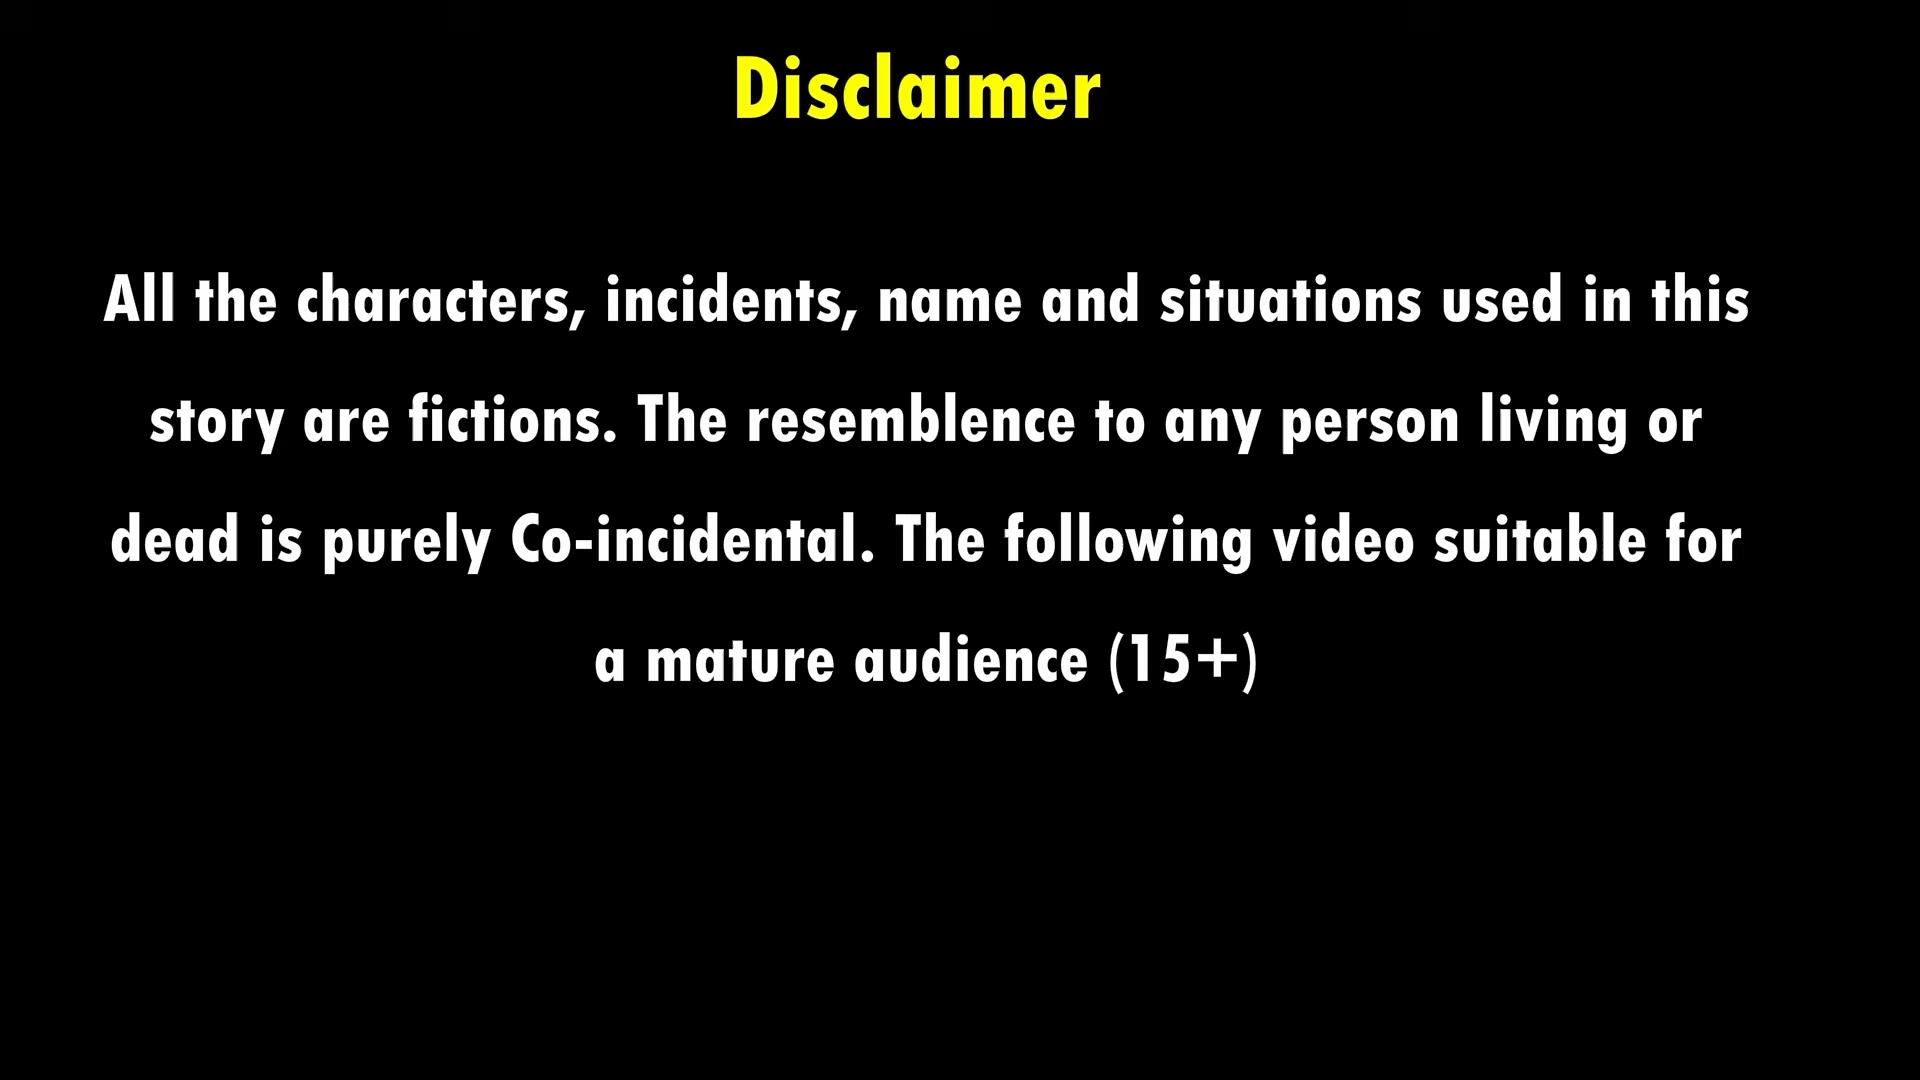 Disclaimer
All the characters, incidents, name and situations used in this
story are fictions. The resemblence to any person living or
dead is purely Co-incidental. The following video suitable for
a mature audience (15+)